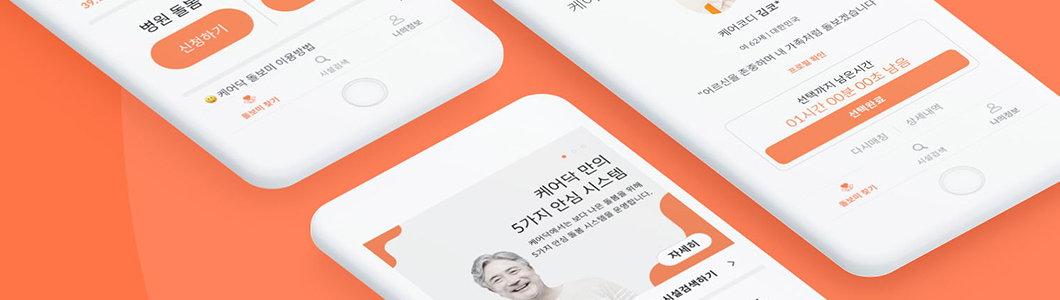 병원 돌봄
신청하기
케어닥 돌보미 이용방법
돌보미 찾기
시설검색
나의정보
케어닥 만의
5가지 안심 시스템
케어닥에서는 보다 나은 돌봄을 위해
5가지 안심 돌봄 시스템을 운영합니다.
자세히
시설검색하기
케어코디 김코*
여 62세 | 대한민국
"어르신을 존중하며 내 가족처럼 돌보겠습니다
프로필 확인
선택까지 남은시간
01시간 00분 00초 남음
선택완료
다시매칭
상세내역
돌보미 찾기
시설검색
나의정보